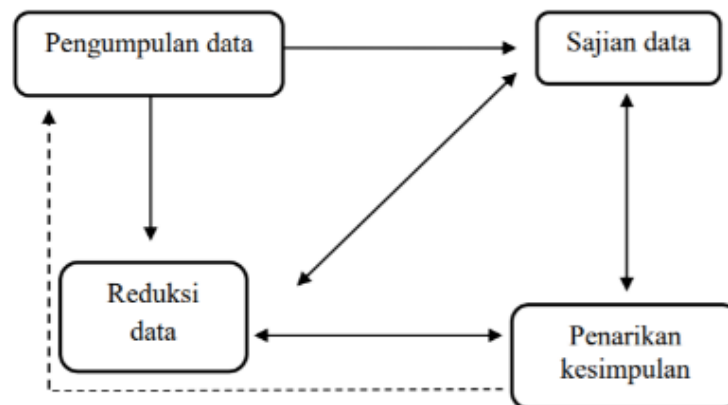 Pengumpulan data
Sajian data
Reduksi
data
Penarikan
kesimpulan